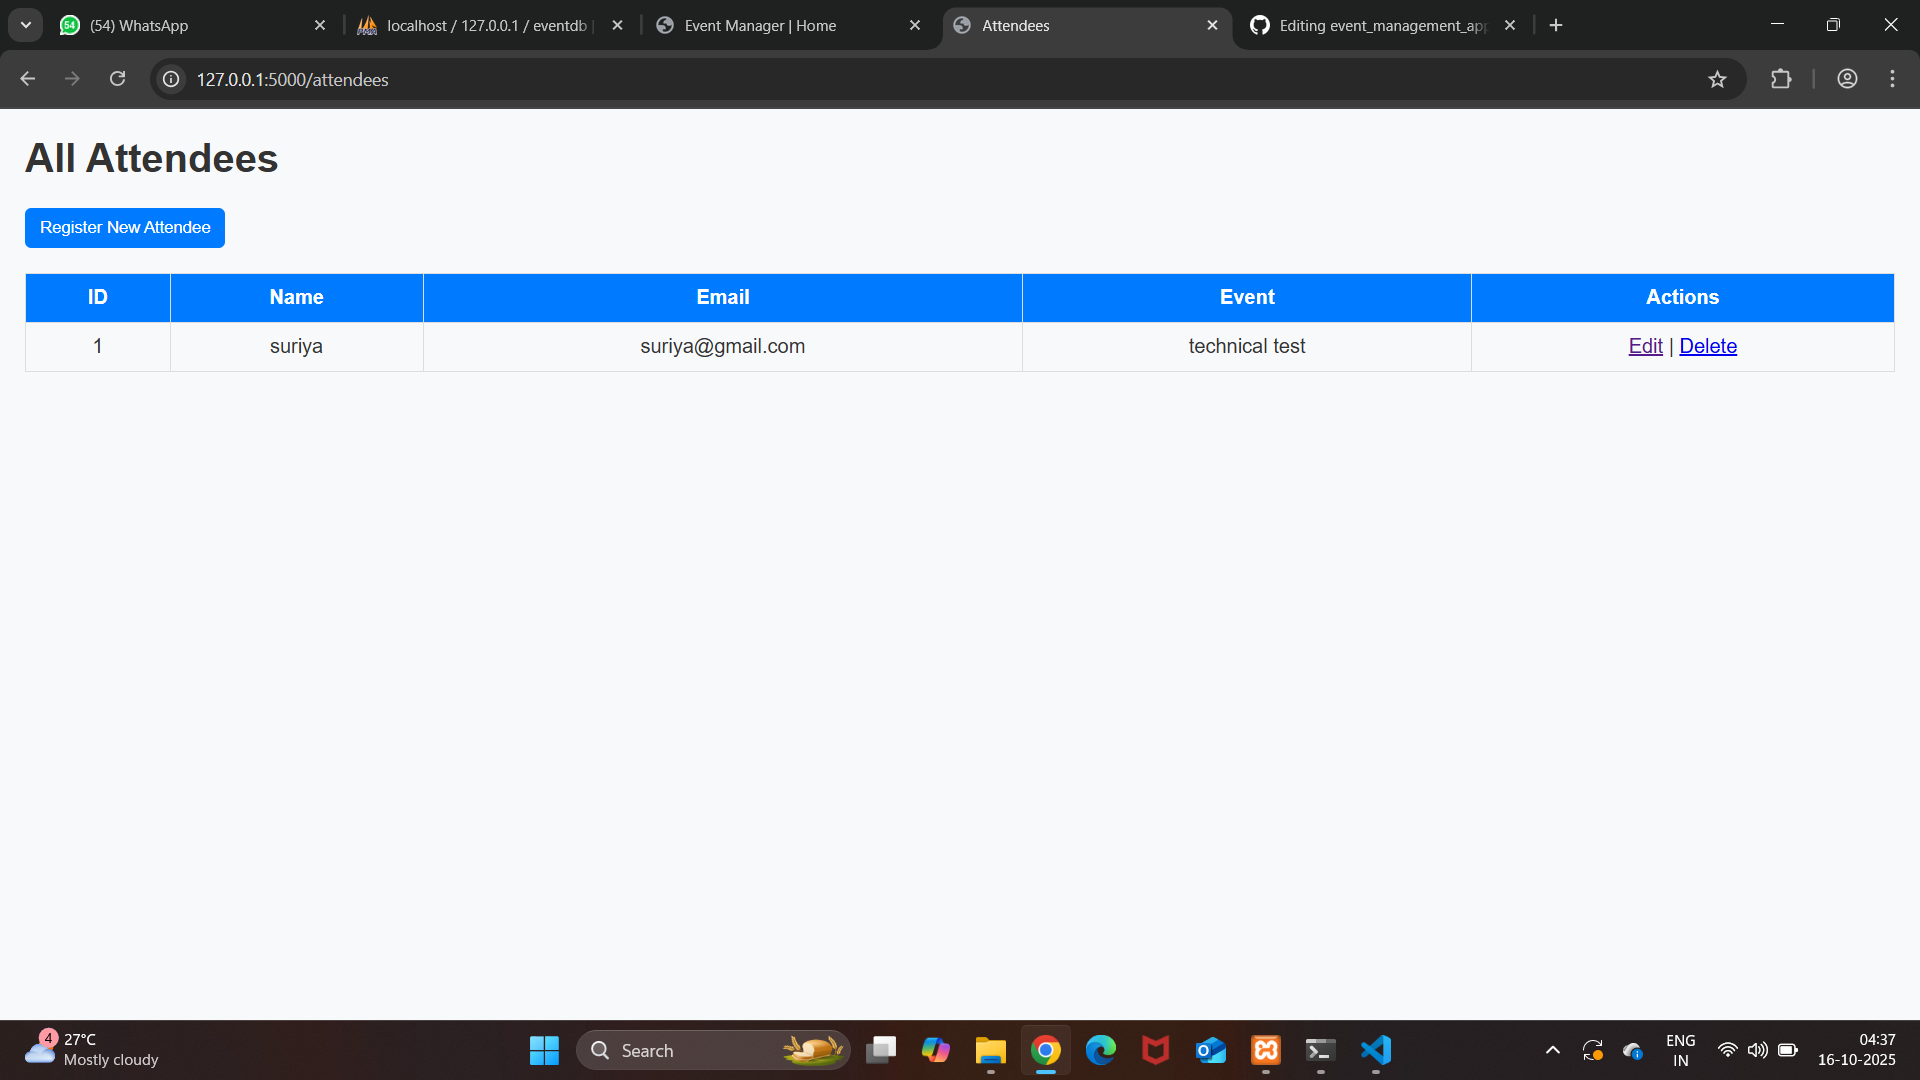 (54) WhatsApp
localhost / 127.0.0.1 / eventdb |
Event Manager | Home
Attendees
Editing event_management_app
127.0.0.1:5000/attendees
All Attendees
Register New Attendee
ID Name Email Event Actions
1 suriya suriya@gmail.com technical test Edit | Delete
4
27°C
Mostly cloudy
Search
ENG
IN
04:37
16-10-2025